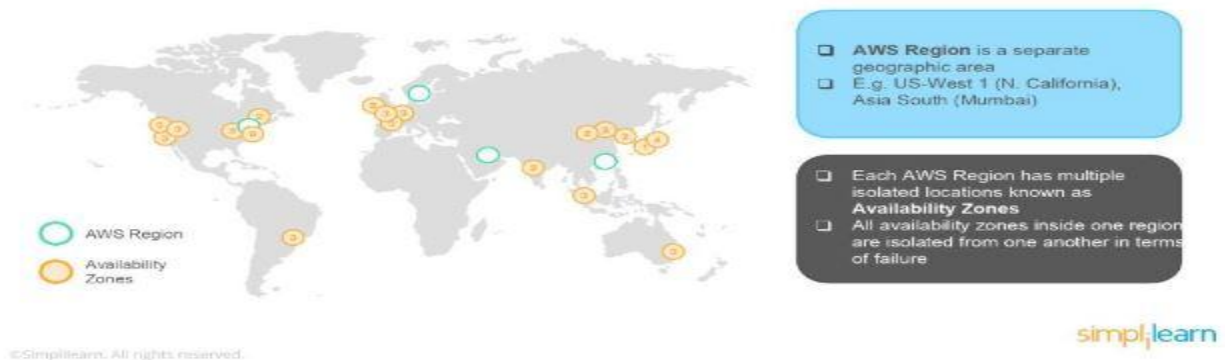 ❑ AWS Region is a separate
geographic area
❑ E.g. US-West 1 (N. California),
Asia South (Mumbai)
❑ Each AWS Region has multiple
isolated locations known as
Availability Zones
❑ All availability zones inside one region
are isolated from one another in terms
of failure
AWS Region
Availability
Zones
simplilearn
©Simplilearn. All rights reserved.